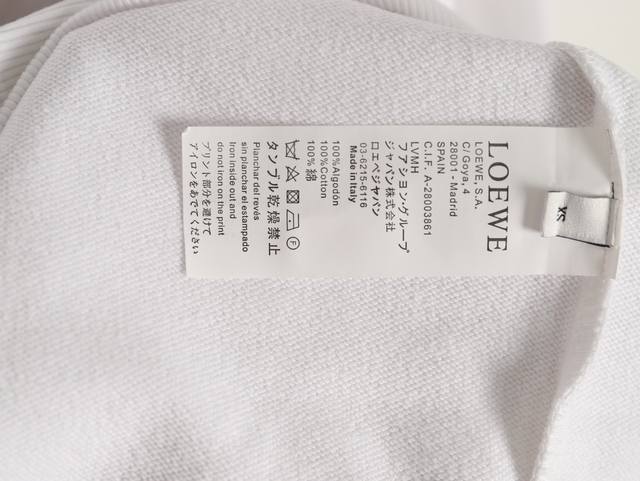 XS
LOEWE
LOEWE, S.A.
C/ Goya, 4
28001 - Madrid
SPAIN
C.I.F. A-28003861
LVMH
ファション・グループ
ジャパン株式会社
ロエベジャパン
03-6215-6116
Made in Italy
100% Algodón
100% Cotton
100% 綿
タンブル乾燥禁止
Planchar del revés
sin planchar el estampado
Iron inside out and
do not iron on the print
プリント部分を避けて
アイロンをおあてください